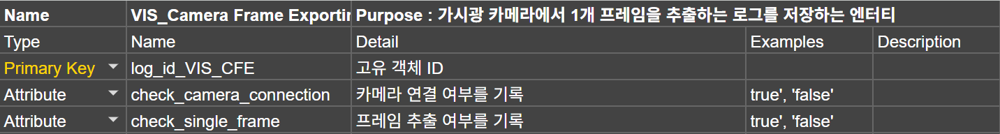 Name VIS_Camera Frame Exportin Purpose : 가시광 카메라에서 1개 프레임을 추출하는 로그를 저장하는 엔터티
Type Name Detail Examples Description
Primary Key log_id_VIS_CFE 고유 객체 ID
Attribute check_camera_connection 카메라 연결 여부를 기록 true', 'false'
Attribute check_single_frame 프레임 추출 여부를 기록 true', 'false'